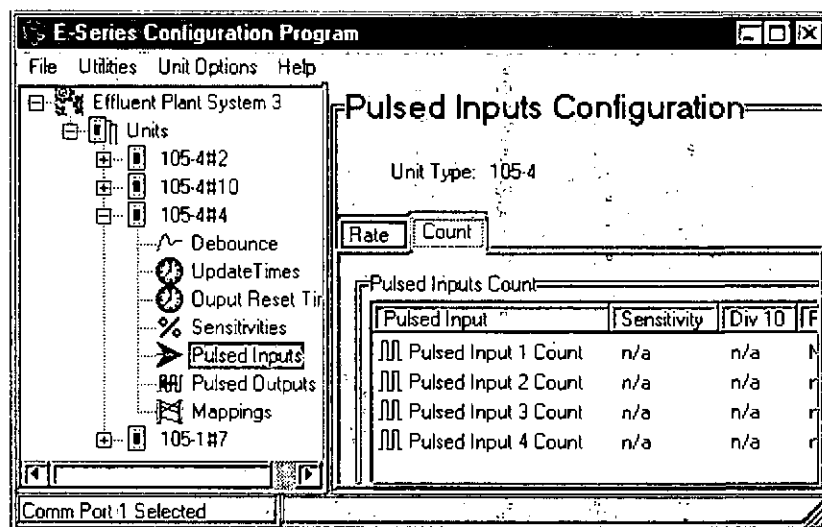 E-Series Configuration Program
File Utilities Unit Options Help
Effluent Plant System 3
Units
105-4#2
105-4#10
105-4#4
Debounce
UpdateTimes
Ouput Reset Tir
Sensitivities
Pulsed Inputs
Pulsed Outputs
Mappings
105-1#7
Comm Port 1 Selected
Pulsed Inputs Configuration
Unit Type: 105-4
Rate Count
Pulsed Inputs Count
Pulsed Input Sensitivity Div 10 F
Pulsed Input 1 Count n/a n/a
Pulsed Input 2 Count n/a n/a
Pulsed Input 3 Count n/a n/a
Pulsed Input 4 Count n/a n/a